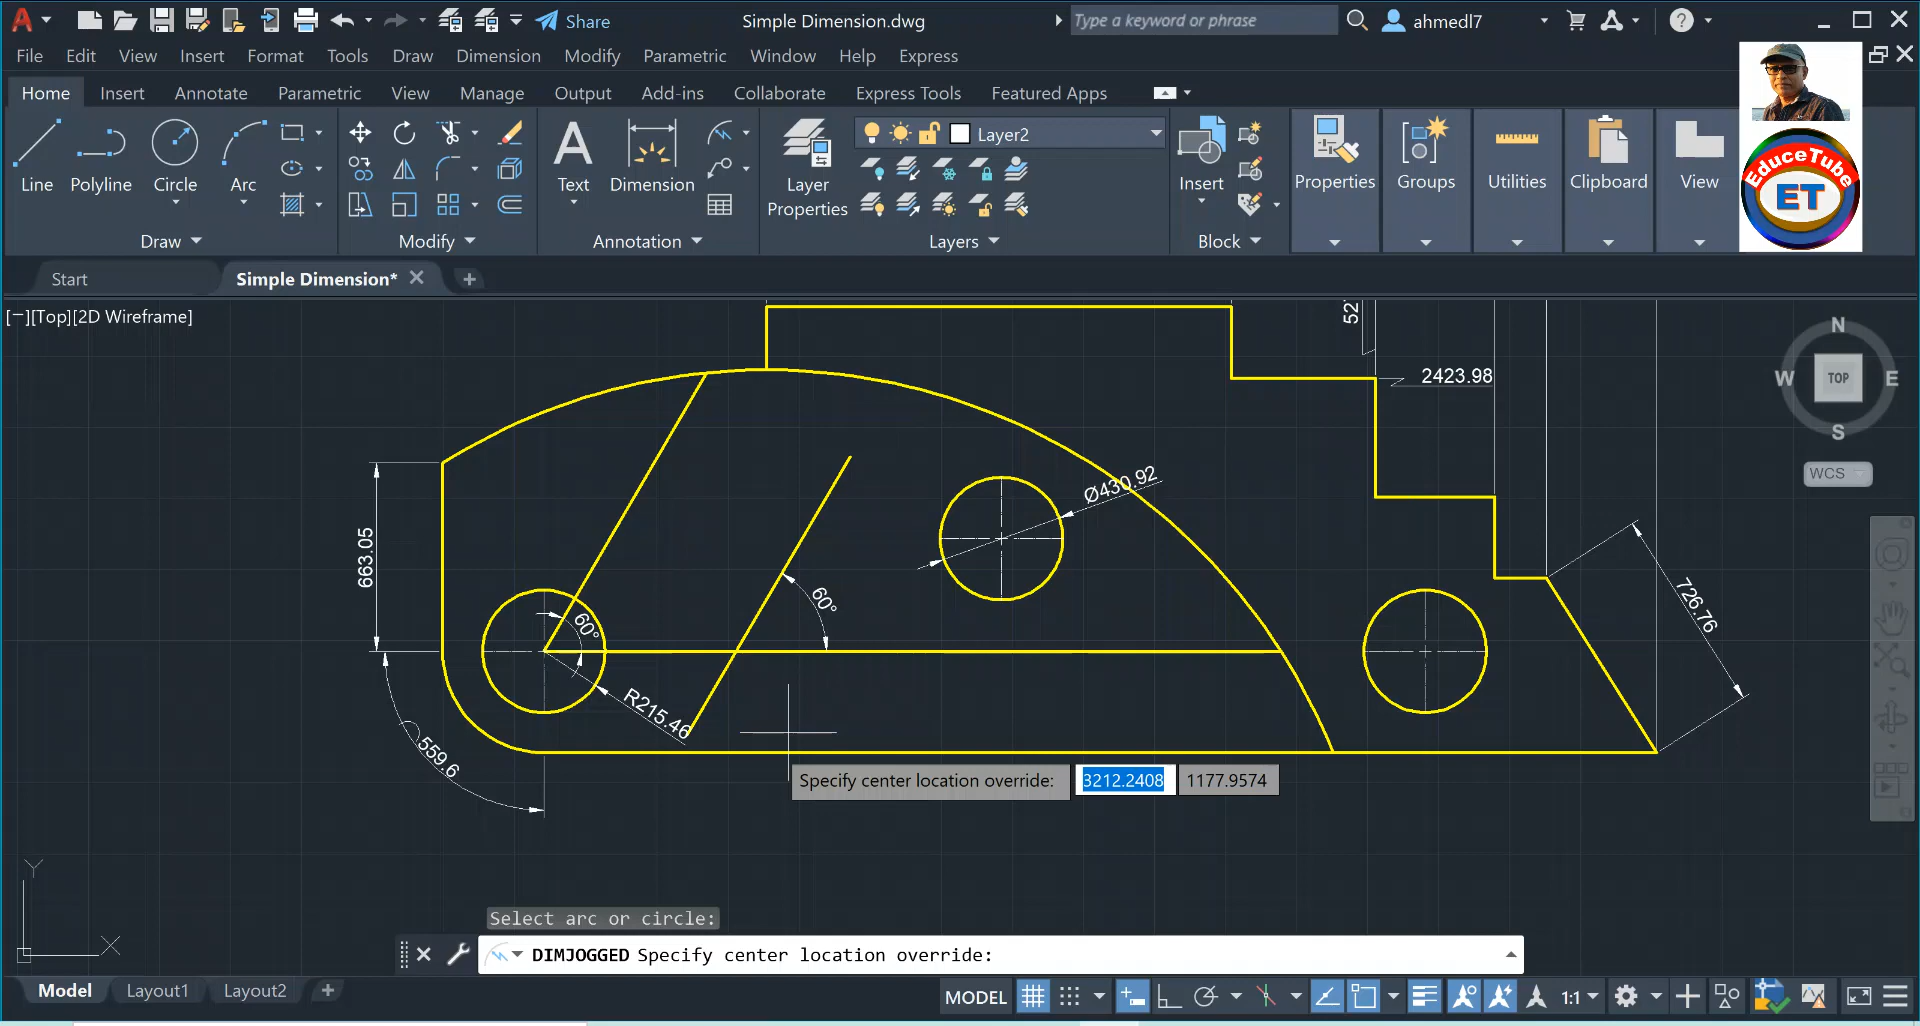 A
Share
Simple Dimension.dwg
Type a keyword or phrase
ahmedl7
File Edit View Insert Format Tools Draw Dimension Modify Parametric Window Help Express
Home Insert Annotate Parametric View Manage Output Add-ins Collaborate Express Tools Featured Apps
Line Polyline Circle Arc
A Text Dimension
Layer Properties
Layer2
Insert
Properties Groups Utilities Clipboard View
Draw Modify Annotation Layers Block
EduceTube
ET
Start Simple Dimension*
[−][Top][2D Wireframe]
N
W TOP E
S
WCS
52
2423.98
Ø430.92
663.05
60°
60°
726.76
R215.46
559.6
Specify center location override: 3212.2408 1177.9574
Y
X
Select arc or circle:
DIMJOGGED Specify center location override:
Model Layout1 Layout2 +
MODEL 1:1